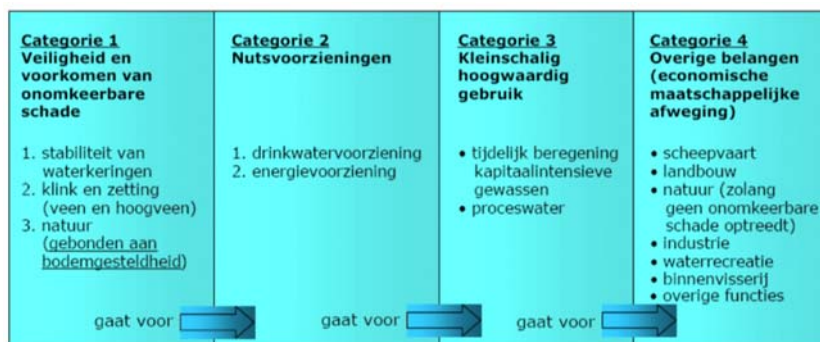 Categorie 1
Veiligheid en
voorkomen van
onomkeerbare
schade
1. stabiliteit van
waterkeringen
2. klink en zetting
(veen en hoogveen)
3. natuur
(gebonden aan
bodemgesteldheid)
gaat voor
Categorie 2
Nutsvoorzieningen
1. drinkwatervoorziening
2. energievoorziening
gaat voor
Categorie 3
Kleinschalig
hoogwaardig
gebruik
• tijdelijk beregening
kapitaalintensieve
gewassen
• proceswater
gaat voor
Categorie 4
Overige belangen
(economische
maatschappelijke
afweging)
• scheepvaart
• landbouw
• natuur (zolang
geen onomkeerbare
schade optreedt)
• industrie
• waterrecreatie
• binnenvisserij
• overige functies